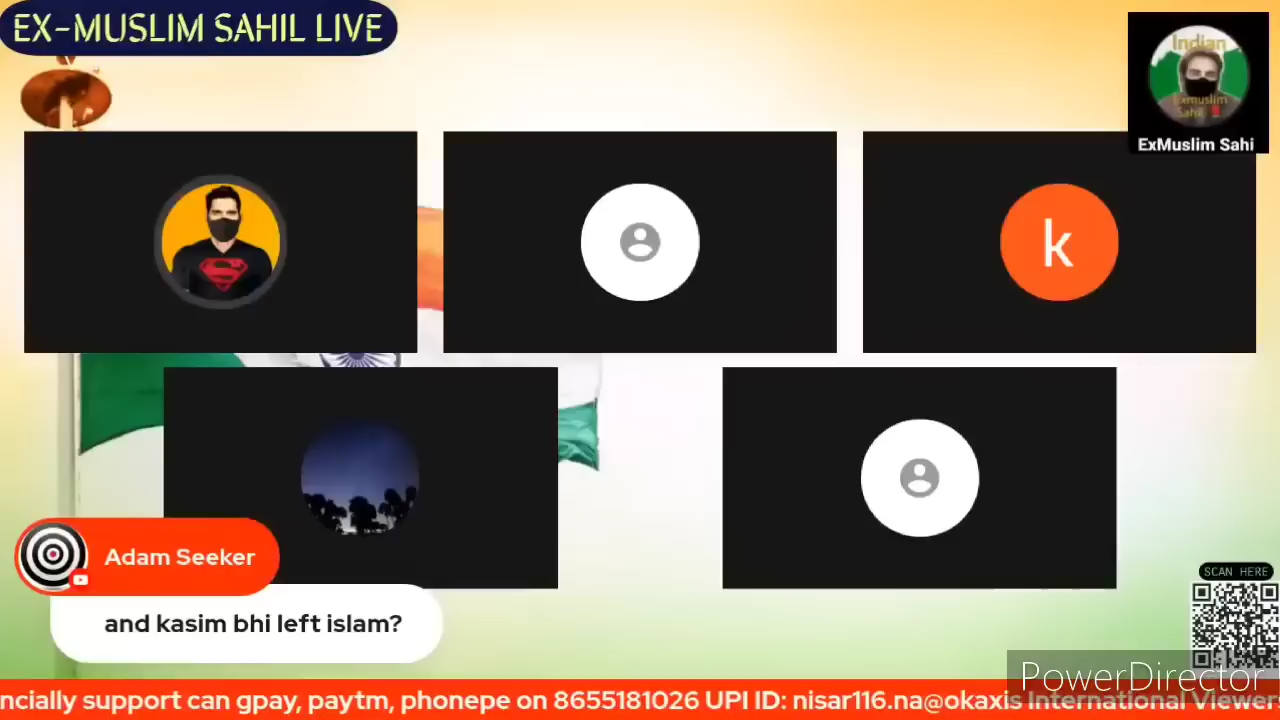 EX-MUSLIM SAHIL LIVE
Indian
Exmuslim
Sahil
ExMuslim Sahi
k
Adam Seeker
and kasim bhi left islam?
SCAN HERE
PowerDirector
ncially support can gpay, paytm, phonepe on 8655181026 UPI ID: nisar116.na@okaxis International Viewer